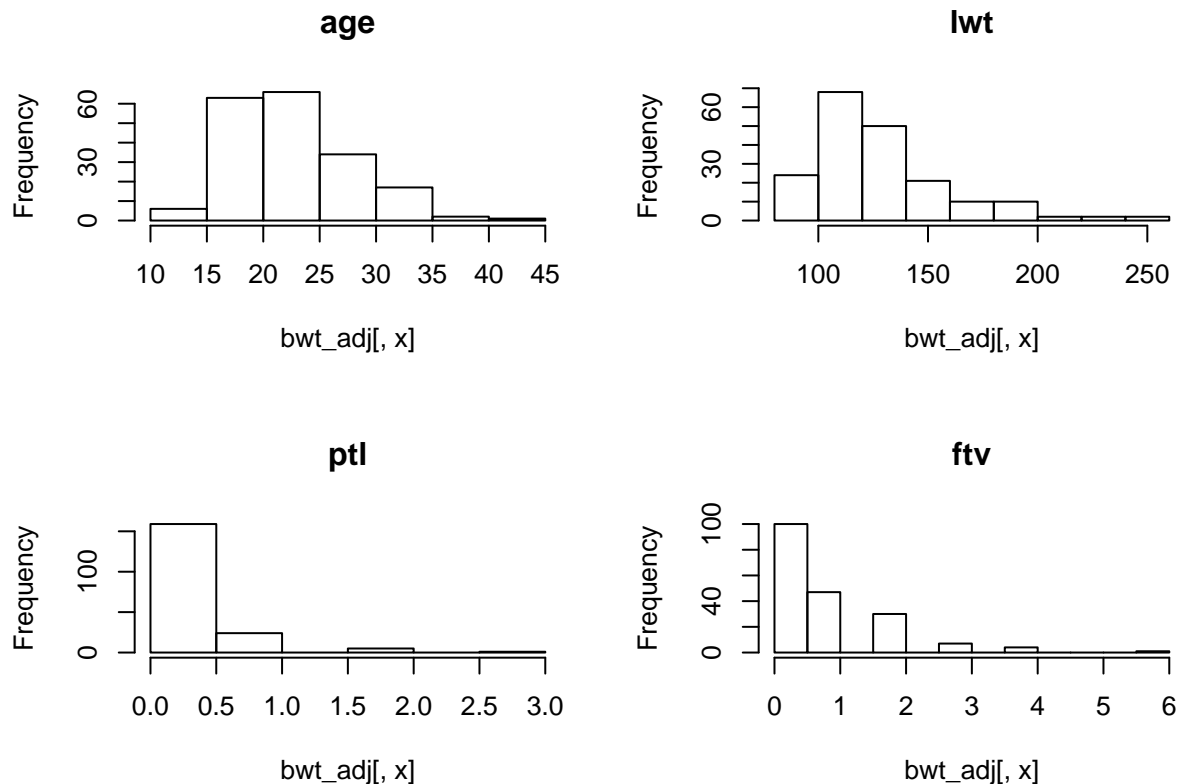 age
Frequency
0
30
60
10 15 20 25 30 35 40 45
bwt_adj[, x]
lwt
Frequency
0
30
60
100 150 200 250
bwt_adj[, x]
ptl
Frequency
0
100
0.0 0.5 1.0 1.5 2.0 2.5 3.0
bwt_adj[, x]
ftv
Frequency
0
40
100
0 1 2 3 4 5 6
bwt_adj[, x]